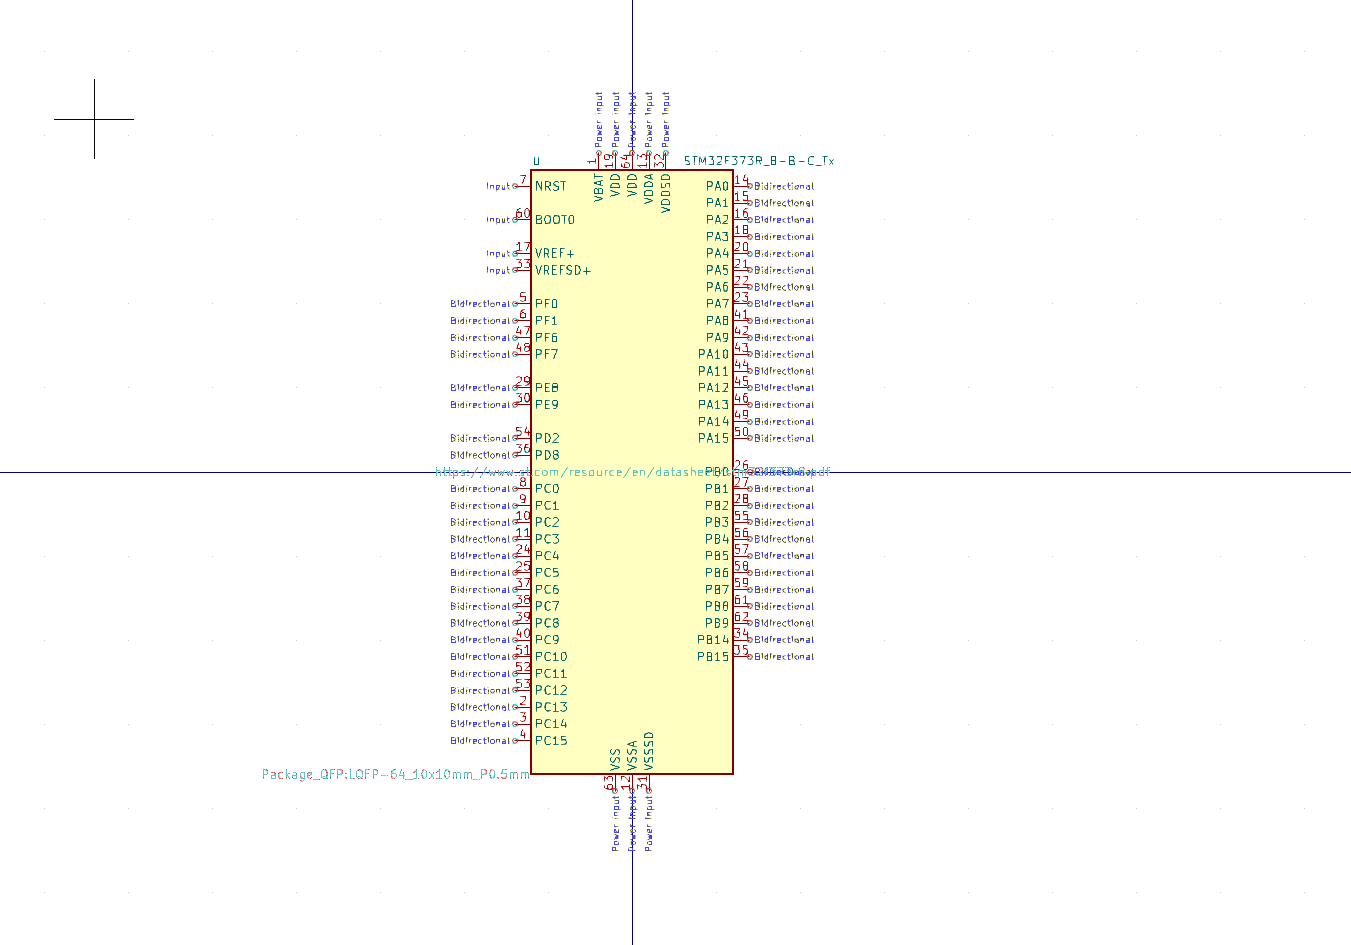 Power Input Power Input Power Input Power Input Power Input
1 19 64 13 32
U STM32F373R_B-B-C_Tx
VBAT VDD VDD VDDA VDDSD
Input 7 NRST PA0 14 Bidirectional
PA1 15 Bidirectional
Input 60 BOOT0 PA2 16 Bidirectional
PA3 18 Bidirectional
Input 17 VREF+ PA4 20 Bidirectional
Input 33 VREFSD+ PA5 21 Bidirectional
PA6 22 Bidirectional
Bidirectional 5 PF0 PA7 23 Bidirectional
Bidirectional 6 PF1 PA8 41 Bidirectional
Bidirectional 47 PF6 PA9 42 Bidirectional
Bidirectional 48 PF7 PA10 43 Bidirectional
PA11 44 Bidirectional
Bidirectional 29 PE8 PA12 45 Bidirectional
Bidirectional 30 PE9 PA13 46 Bidirectional
PA14 49 Bidirectional
Bidirectional 54 PD2 PA15 50 Bidirectional
Bidirectional 36 PD8
https://www.st.com/resource/en/datasheet/ PB0 26
Bidirectional 8 PC0 PB1 27 Bidirectional
Bidirectional 9 PC1 PB2 28 Bidirectional
Bidirectional 10 PC2 PB3 55 Bidirectional
Bidirectional 11 PC3 PB4 56 Bidirectional
Bidirectional 24 PC4 PB5 57 Bidirectional
Bidirectional 25 PC5 PB6 58 Bidirectional
Bidirectional 37 PC6 PB7 59 Bidirectional
Bidirectional 38 PC7 PB8 61 Bidirectional
Bidirectional 39 PC8 PB9 62 Bidirectional
Bidirectional 40 PC9 PB14 34 Bidirectional
Bidirectional 51 PC10 PB15 35 Bidirectional
Bidirectional 52 PC11
Bidirectional 53 PC12
Bidirectional 2 PC13
Bidirectional 3 PC14
Bidirectional 4 PC15
VSS VSSA VSSSD
Package_QFP:LQFP-64_10x10mm_P0.5mm
63 12 31
Power Input Power Input Power Input